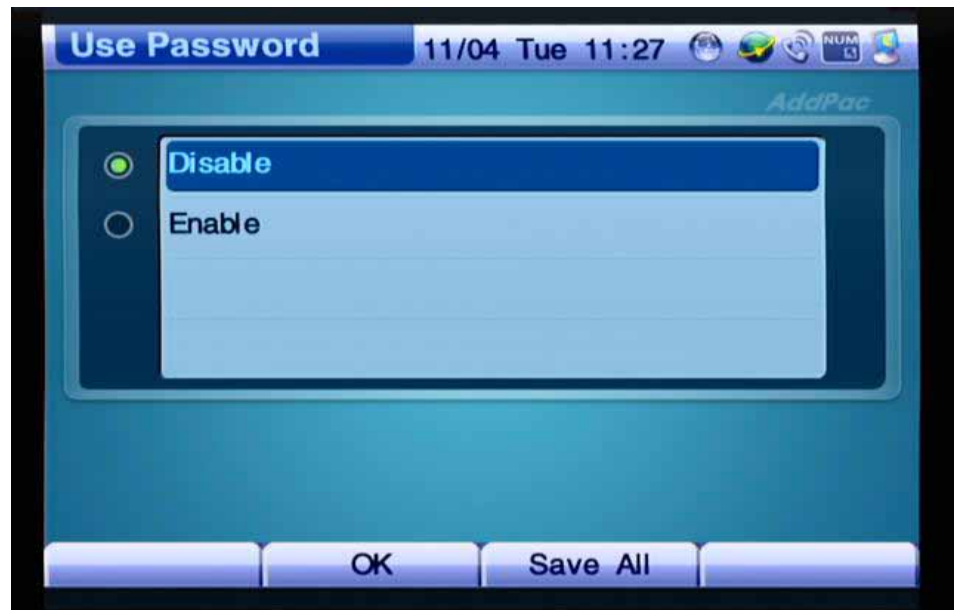 Use Password 11/04 Tue 11:27 NUM
AddPac
Disable
Enable
OK Save All